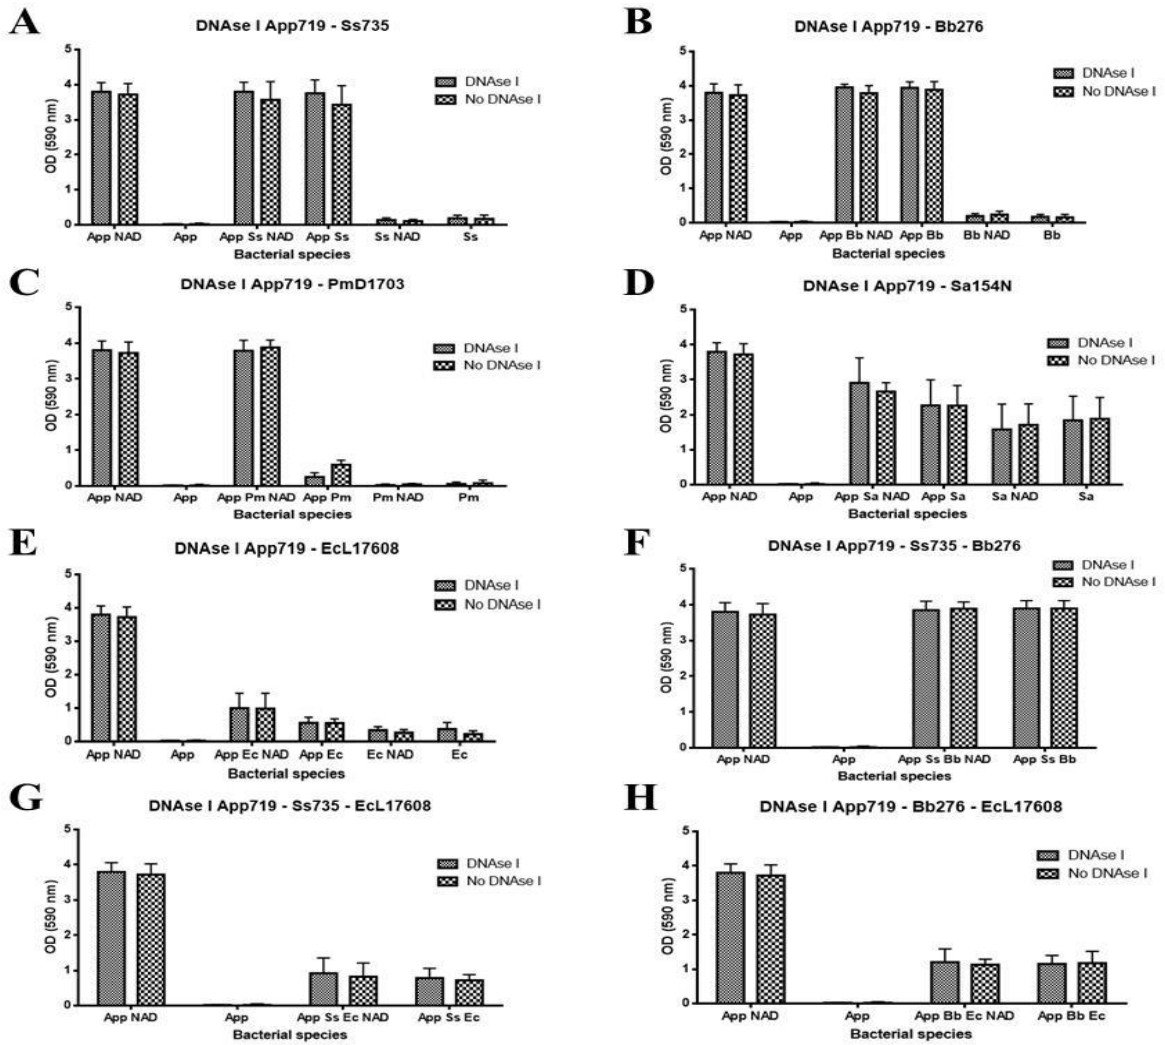 A
DNAse I App719 - Ss735
5
4
3
2
1
0
OD (590 nm)
DNAse I
No DNAse I
App NAD App App Ss NAD App Ss Ss NAD Ss
Bacterial species
B
DNAse I App719 - Bb276
5
4
3
2
1
0
OD (590 nm)
DNAse I
No DNAse I
App NAD App App Bb NAD App Bb Bb NAD Bb
Bacterial species
C
DNAse I App719 - PmD1703
5
4
3
2
1
0
OD (590 nm)
DNAse I
No DNAse I
App NAD App App Pm NAD App Pm Pm NAD Pm
Bacterial species
D
DNAse I App719 - Sa154N
5
4
3
2
1
0
OD (590 nm)
DNAse I
No DNAse I
App NAD App App Sa NAD App Sa Sa NAD Sa
Bacterial species
E
DNAse I App719 - EcL17608
5
4
3
2
1
0
OD (590 nm)
DNAse I
No DNAse I
App NAD App App Ec NAD App Ec Ec NAD Ec
Bacterial species
F
DNAse I App719 - Ss735 - Bb276
5
4
3
2
1
0
OD (590 nm)
DNAse I
No DNAse I
App NAD App App Ss Bb NAD App Ss Bb
Bacterial species
G
DNAse I App719 - Ss735 - EcL17608
5
4
3
2
1
0
OD (590 nm)
DNAse I
No DNAse I
App NAD App App Ss Ec NAD App Ss Ec
Bacterial species
H
DNAse I App719 - Bb276 - EcL17608
5
4
3
2
1
0
OD (590 nm)
DNAse I
No DNAse I
App NAD App App Bb Ec NAD App Bb Ec
Bacterial species